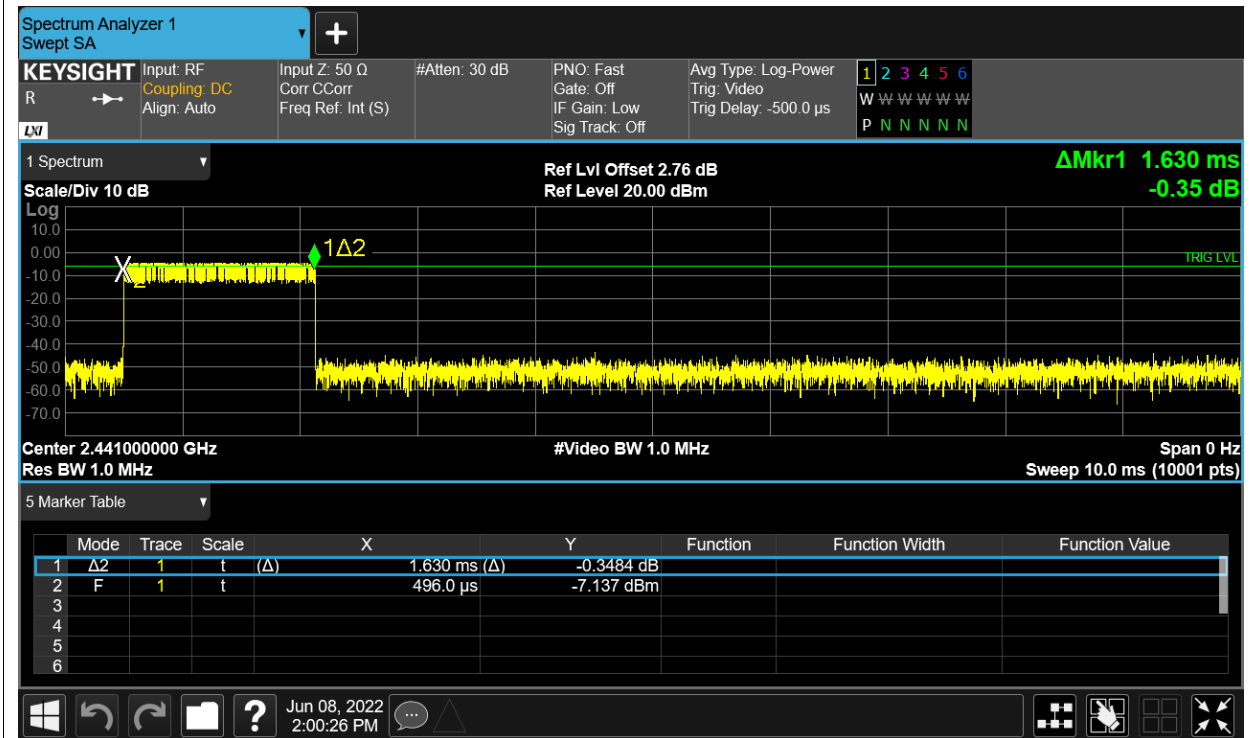 Spectrum Analyzer 1
Swept SA
KEYSIGHT
R
LXI
Input: RF
Coupling: DC
Align: Auto
Input Z: 50 Ω
Corr CCorr
Freq Ref: Int (S)
#Atten: 30 dB
PNO: Fast
Gate: Off
IF Gain: Low
Sig Track: Off
Avg Type: Log-Power
Trig: Video
Trig Delay: -500.0 µs
1 2 3 4 5 6
W W W W W W
P N N N N N
1 Spectrum
Scale/Div 10 dB
Ref Lvl Offset 2.76 dB
Ref Level 20.00 dBm
ΔMkr1 1.630 ms
-0.35 dB
Log
10.0
0.00
-10.0
-20.0
-30.0
-40.0
-50.0
-60.0
-70.0
X
2
1Δ2
TRIG LVL
Center 2.441000000 GHz
#Video BW 1.0 MHz
Span 0 Hz
Res BW 1.0 MHz
Sweep 10.0 ms (10001 pts)
5 Marker Table
Mode Trace Scale X Y Function Function Width Function Value
1 Δ2 1 t (Δ) 1.630 ms (Δ) -0.3484 dB
2 F 1 t 496.0 µs -7.137 dBm
3
4
5
6
?
Jun 08, 2022
2:00:26 PM